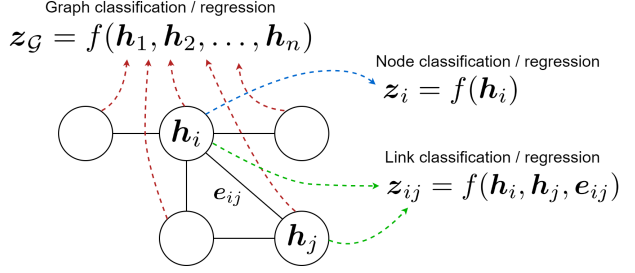 Graph classification / regression
z_𝒢 = f(h_1, h_2, ..., h_n)
Node classification / regression
z_i = f(h_i)
h_i
Link classification / regression
z_ij = f(h_i, h_j, e_ij)
e_ij
h_j